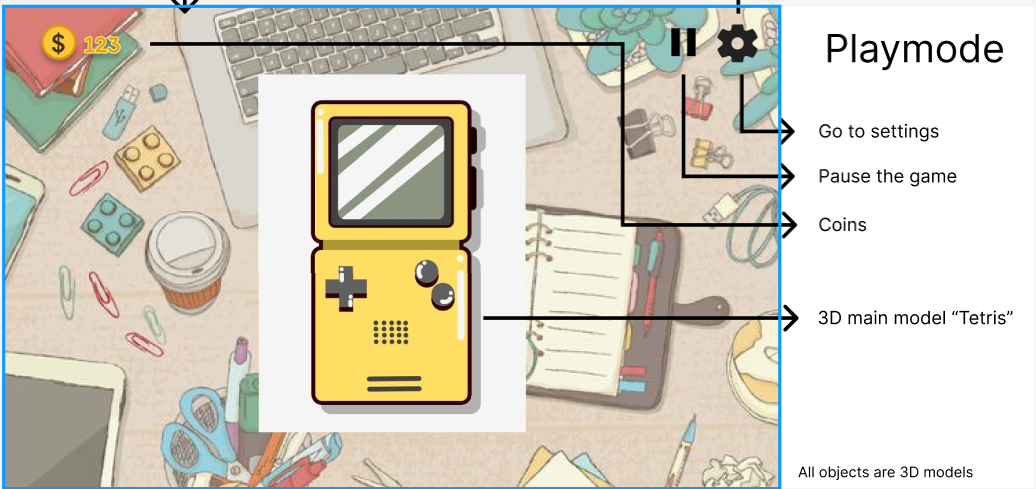 $ 123
Playmode
Go to settings
Pause the game
Coins
3D main model “Tetris”
All objects are 3D models